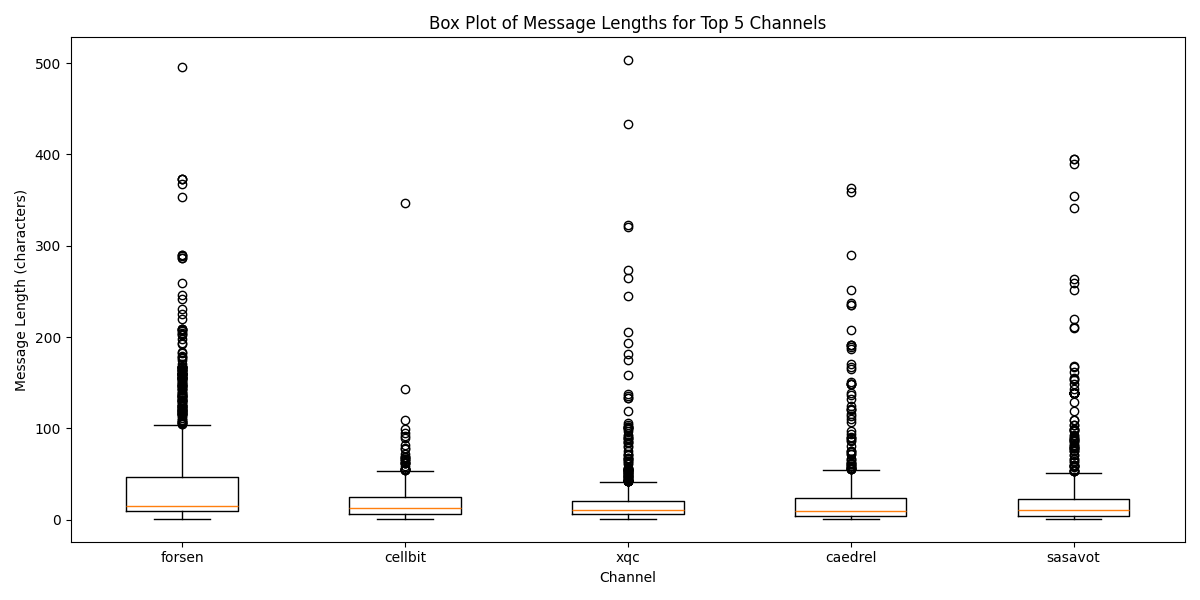 Box Plot of Message Lengths for Top 5 Channels
Message Length (characters)
500
400
300
200
100
0
forsen cellbit xqc caedrel sasavot
Channel